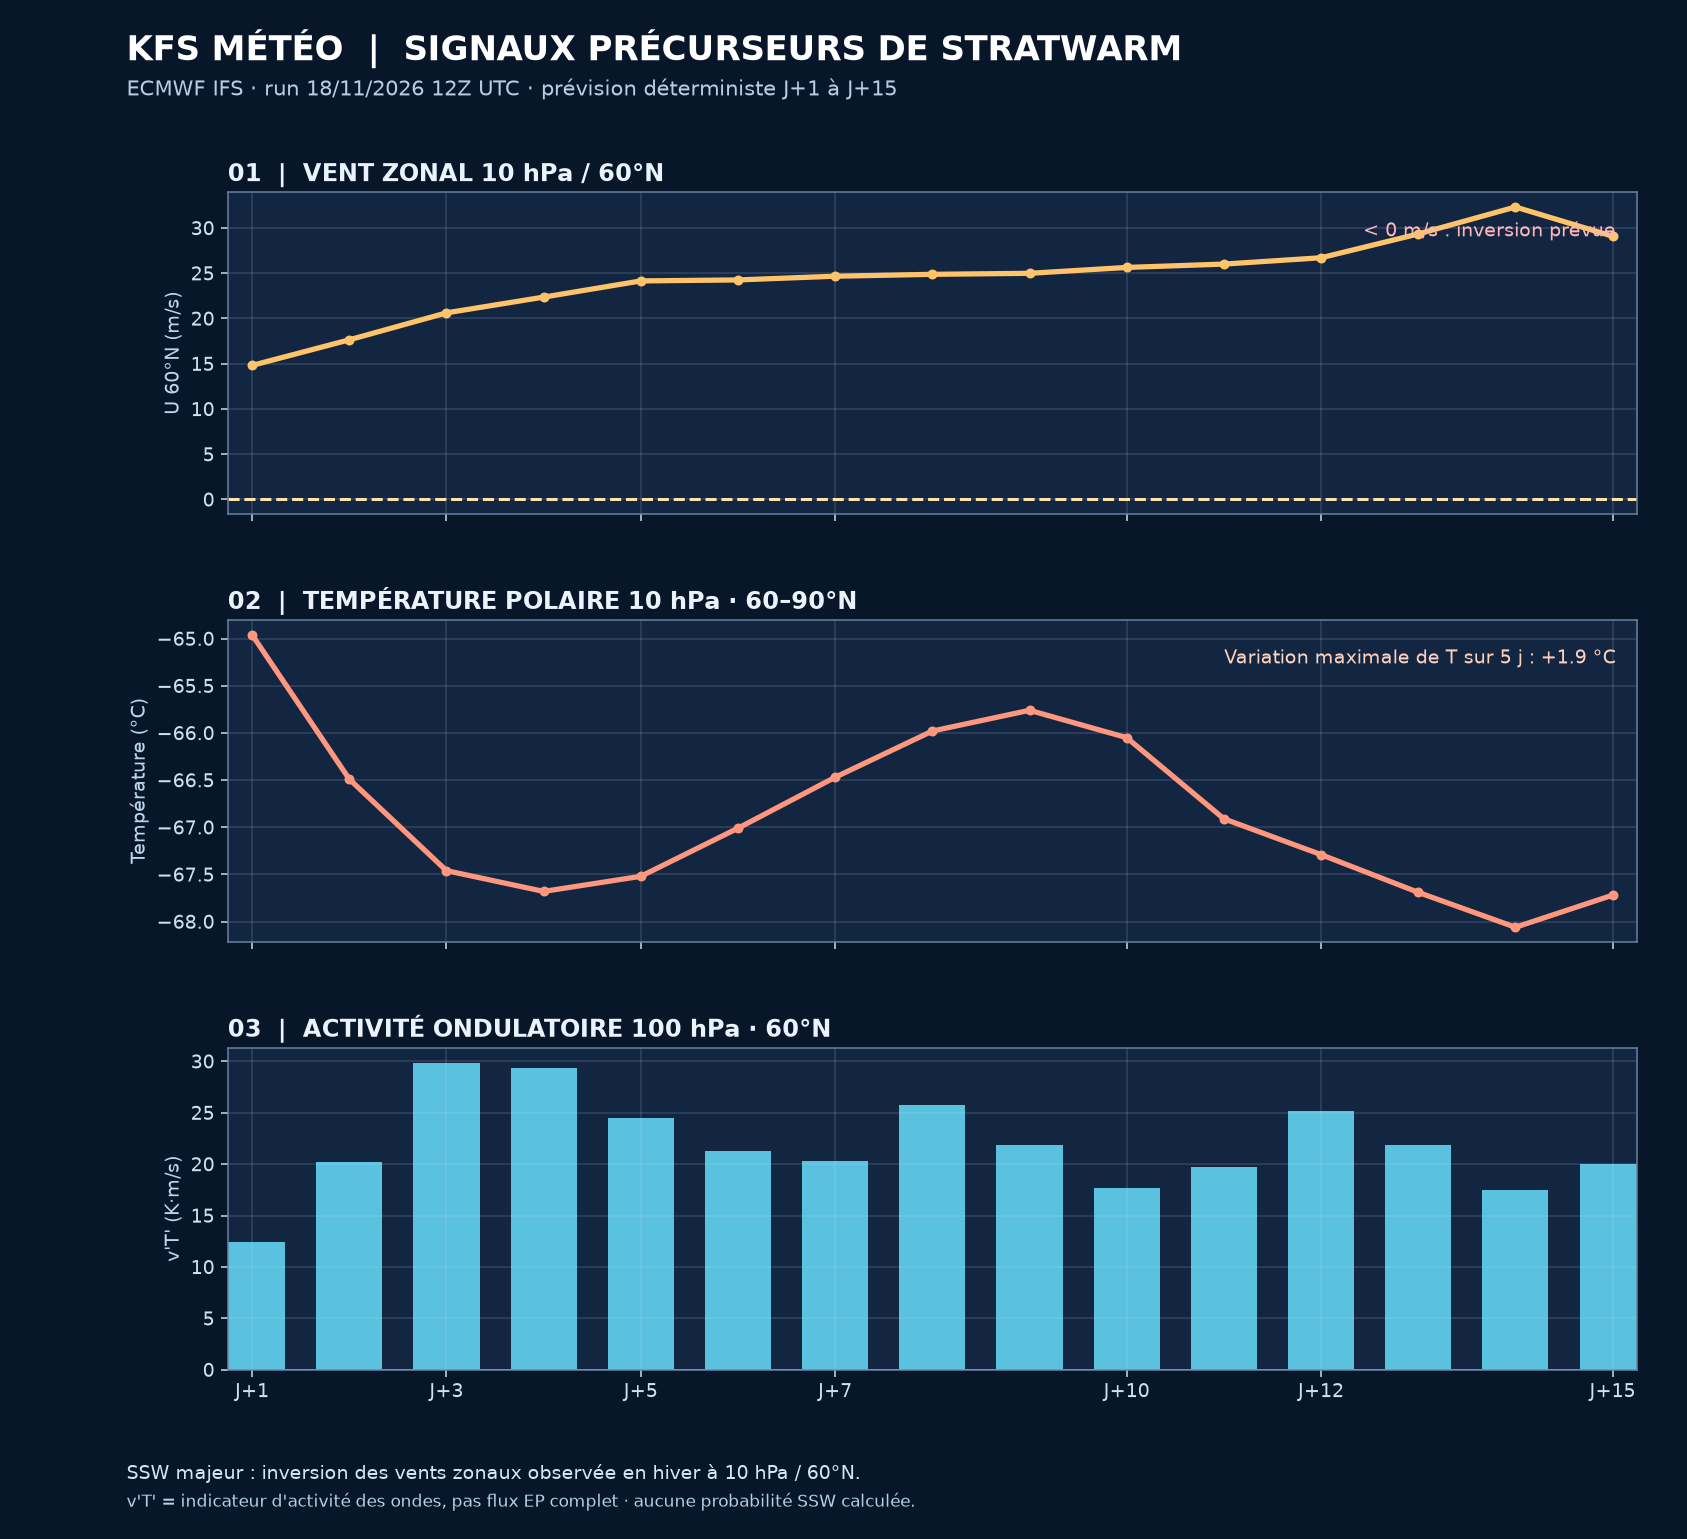 KFS MÉTÉO | SIGNAUX PRÉCURSEURS DE STRATWARM
ECMWF IFS · run 18/11/2026 12Z UTC · prévision déterministe J+1 à J+15
01 | VENT ZONAL 10 hPa / 60°N
< 0 m/s : inversion prévue
U 60°N (m/s)
30
25
20
15
10
5
0
02 | TEMPÉRATURE POLAIRE 10 hPa · 60–90°N
Variation maximale de T sur 5 j : +1.9 °C
Température (°C)
−65.0
−65.5
−66.0
−66.5
−67.0
−67.5
−68.0
03 | ACTIVITÉ ONDULATOIRE 100 hPa · 60°N
v'T' (K·m/s)
30
25
20
15
10
5
0
J+1 J+3 J+5 J+7 J+10 J+12 J+15
SSW majeur : inversion des vents zonaux observée en hiver à 10 hPa / 60°N.
v'T' = indicateur d'activité des ondes, pas flux EP complet · aucune probabilité SSW calculée.